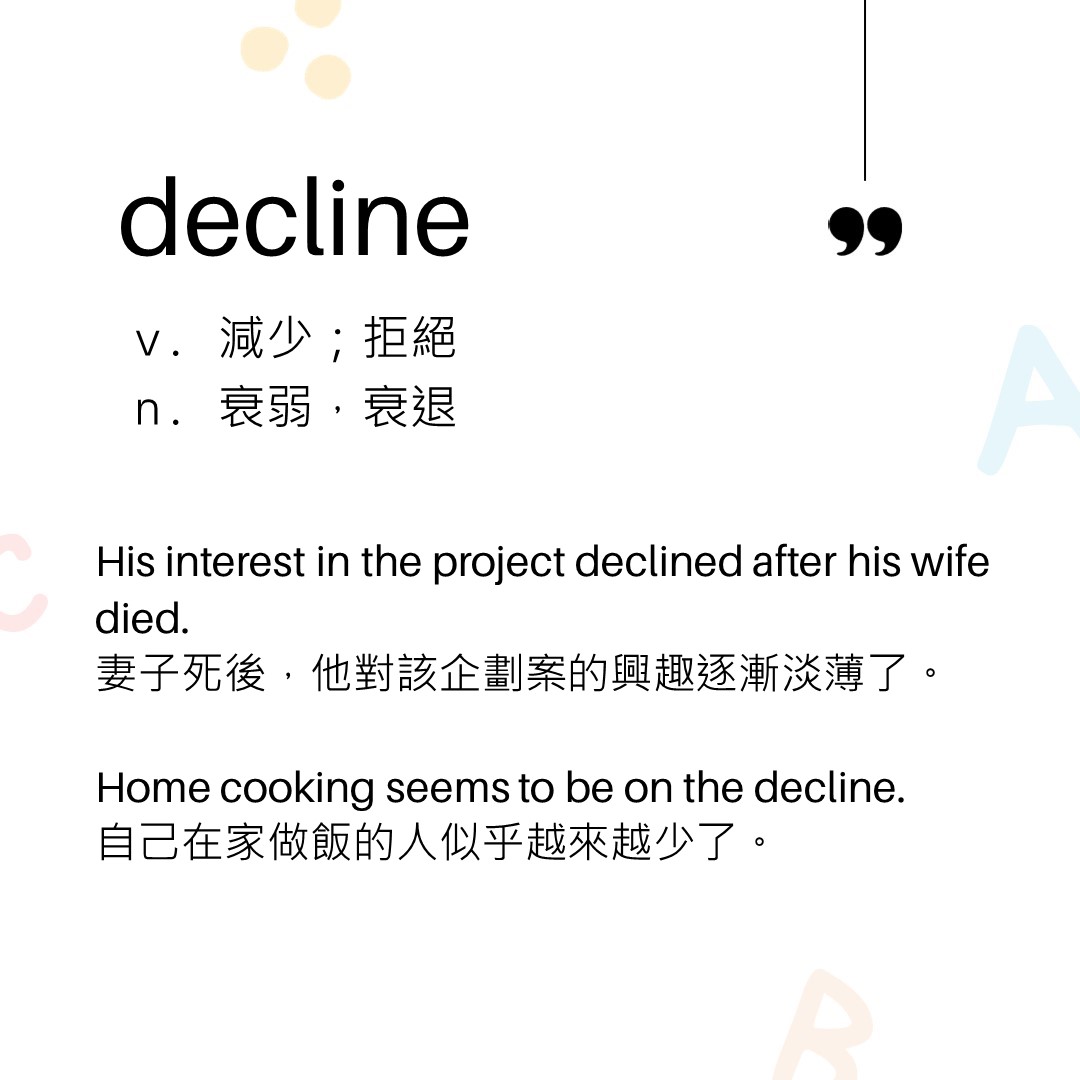 decline
”
v. 減少；拒絕
n. 衰弱，衰退
A
C
His interest in the project declined after his wife
died.
妻子死後，他對該企劃案的興趣逐漸淡薄了。
Home cooking seems to be on the decline.
自己在家做飯的人似乎越來越少了。
B